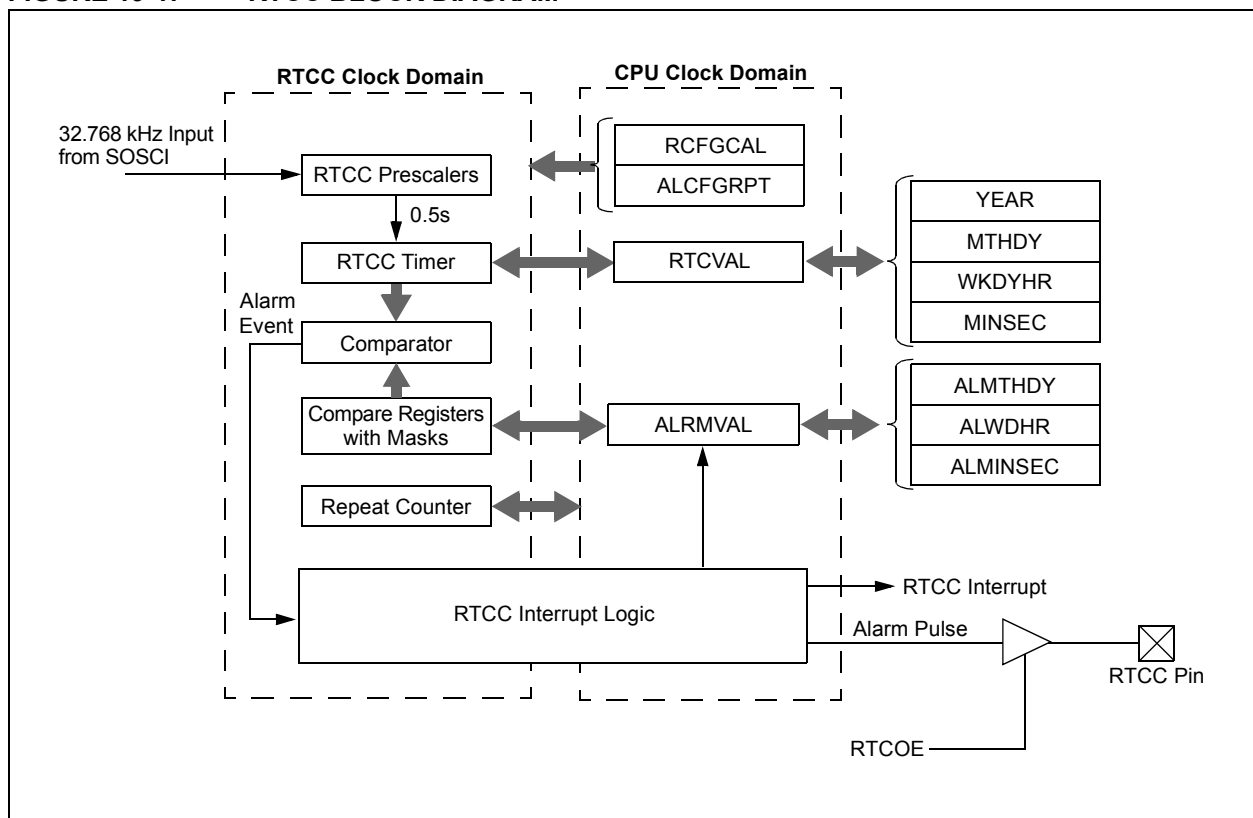 RTCC Clock Domain
CPU Clock Domain
32.768 kHz Input
from SOSCI
RTCC Prescalers
0.5s
RTCC Timer
Alarm
Event
Comparator
Compare Registers
with Masks
Repeat Counter
RCFGCAL
ALCFGRPT
RTCVAL
ALRMVAL
YEAR
MTHDY
WKDYHR
MINSEC
ALMTHDY
ALWDHR
ALMINSEC
RTCC Interrupt Logic
RTCC Interrupt
Alarm Pulse
RTCC Pin
RTCOE